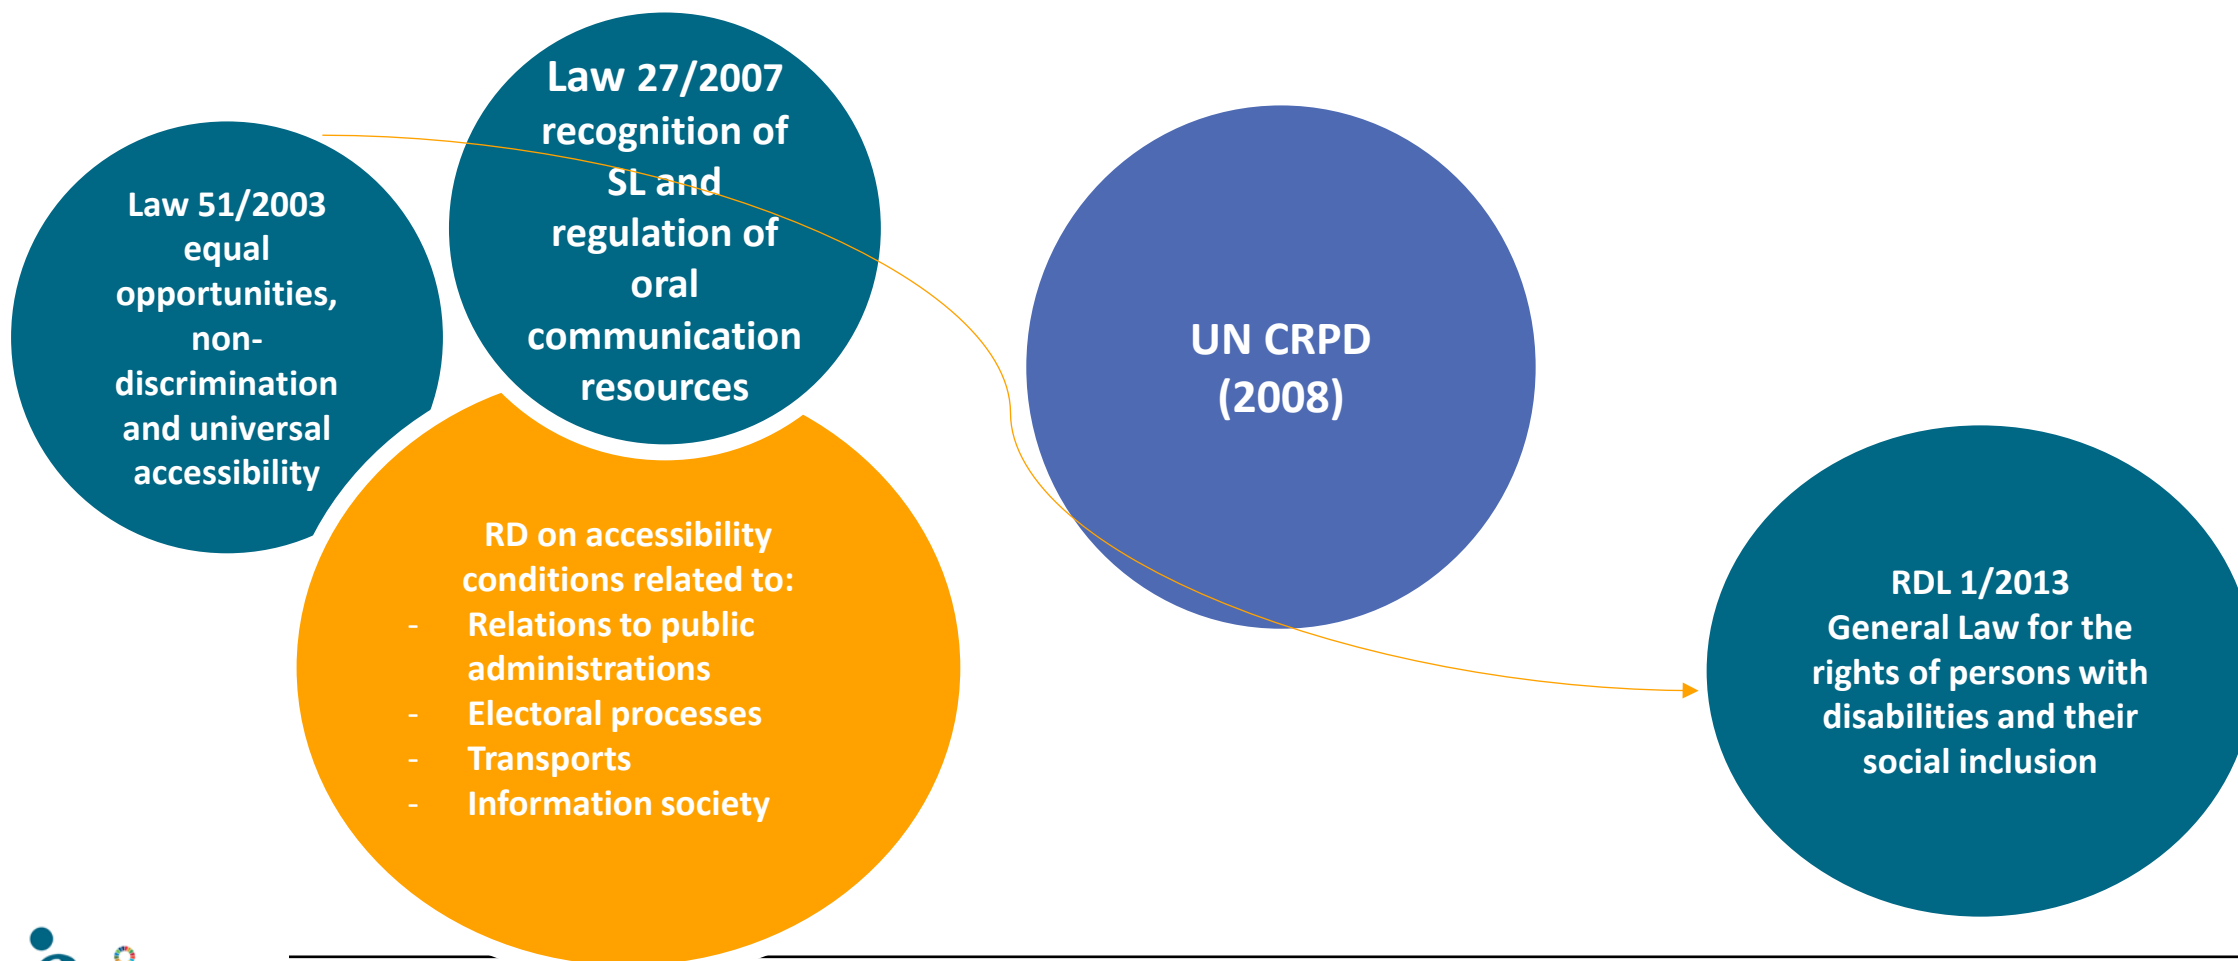 Law 51/2003
equal
opportunities,
non-
discrimination
and universal
accessibility
Law 27/2007
recognition of
SL and
regulation of
oral
communication
resources
RD on accessibility
conditions related to:
- Relations to public
administrations
- Electoral processes
- Transports
- Information society
UN CRPD
(2008)
RDL 1/2013
General Law for the
rights of persons with
disabilities and their
social inclusion